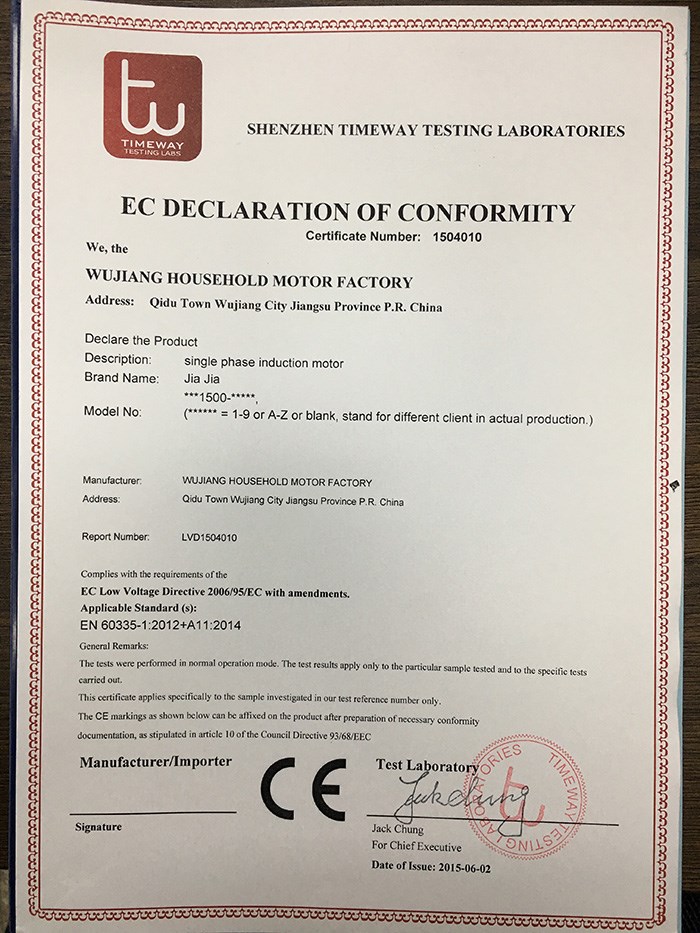 tw
TIMEWAY
TESTING LABS
SHENZHEN TIMEWAY TESTING LABORATORIES
EC DECLARATION OF CONFORMITY
Certificate Number: 1504010
We, the
WUJIANG HOUSEHOLD MOTOR FACTORY
Address: Qidu Town Wujiang City Jiangsu Province P.R. China
Declare the Product
Description: single phase induction motor
Brand Name: Jia Jia
***1500-*****,
Model No: (****** = 1-9 or A-Z or blank, stand for different client in actual production.)
Manufacturer: WUJIANG HOUSEHOLD MOTOR FACTORY
Address: Qidu Town Wujiang City Jiangsu Province P.R. China
Report Number: LVD1504010
Complies with the requirements of the
EC Low Voltage Directive 2006/95/EC with amendments.
Applicable Standard (s):
EN 60335-1:2012+A11:2014
General Remarks:
The tests were performed in normal operation mode. The test results apply only to the particular sample tested and to the specific tests
carried out.
This certificate applies specifically to the sample investigated in our test reference number only.
The CE markings as shown below can be affixed on the product after preparation of necessary conformity
documentation, as stipulated in article 10 of the Council Directive 93/68/EEC
Manufacturer/Importer
CE
Test Laboratory
Jack Chung
TIMEWAY TESTING LABORATORIES
tw
Signature
Jack Chung
For Chief Executive
Date of Issue: 2015-06-02